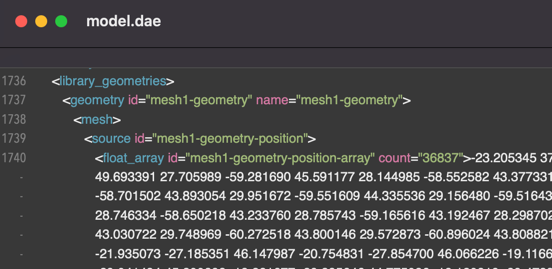 model.dae
1736 <library_geometries>
1737 <geometry id="mesh1-geometry" name="mesh1-geometry">
1738 <mesh>
1739 <source id="mesh1-geometry-position">
1740 <float_array id="mesh1-geometry-position-array" count="36837">-23.205345 37
49.693391 27.705989 -59.281690 45.591177 28.144985 -58.552582 43.377331
-58.701502 43.893054 29.951672 -59.551609 44.335536 29.156480 -59.51643
28.746334 -58.650218 43.233760 28.785743 -59.165616 43.192467 28.298702
43.030722 29.748969 -60.272518 43.800146 29.572870 -60.896024 43.808821
-21.935073 -27.185351 46.147987 -20.754831 -27.854700 46.066226 -19.1166